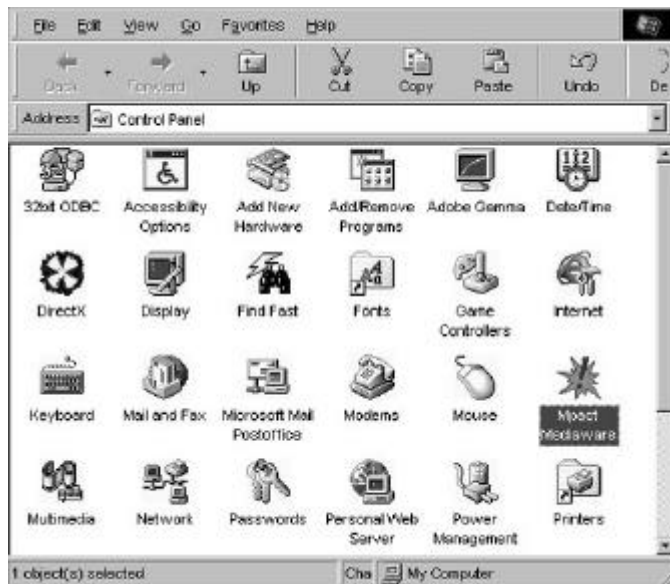 File Edit View Go Favorites Help
Back Forward Up Cut Copy Paste Undo De
Address Control Panel
32bit ODBC Accessibility Options Add New Hardware Add/Remove Programs Adobe Gamma Date/Time
DirectX Display Find Fast Fonts Game Controllers Internet
Keyboard Mail and Fax Microsoft Mail Postoffice Modems Mouse Mpact Mediaware
Multimedia Network Passwords Personal Web Server Power Management Printers
1 object(s) selected Cha My Computer